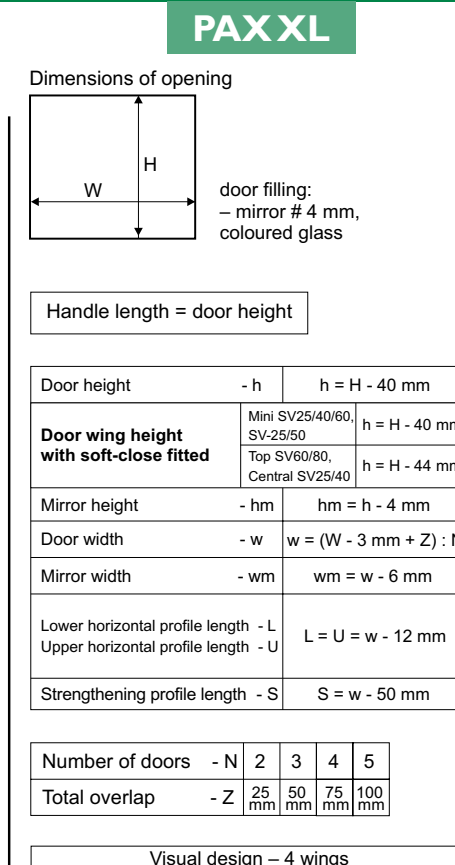 PAX XL
Dimensions of opening
H
W
door filling:
– mirror # 4 mm,
coloured glass
Handle length = door height
Door height - h h = H - 40 mm
Door wing height
with soft-close fitted
Mini SV25/40/60,
SV-25/50
h = H - 40 mm
Top SV60/80,
Central SV25/40
h = H - 44 mm
Mirror height - hm hm = h - 4 mm
Door width - w w = (W - 3 mm + Z) : N
Mirror width - wm wm = w - 6 mm
Lower horizontal profile length - L
Upper horizontal profile length - U
L = U = w - 12 mm
Strengthening profile length - S S = w - 50 mm
Number of doors - N 2 3 4 5
Total overlap - Z 25 mm 50 mm 75 mm 100 mm
Visual design – 4 wings